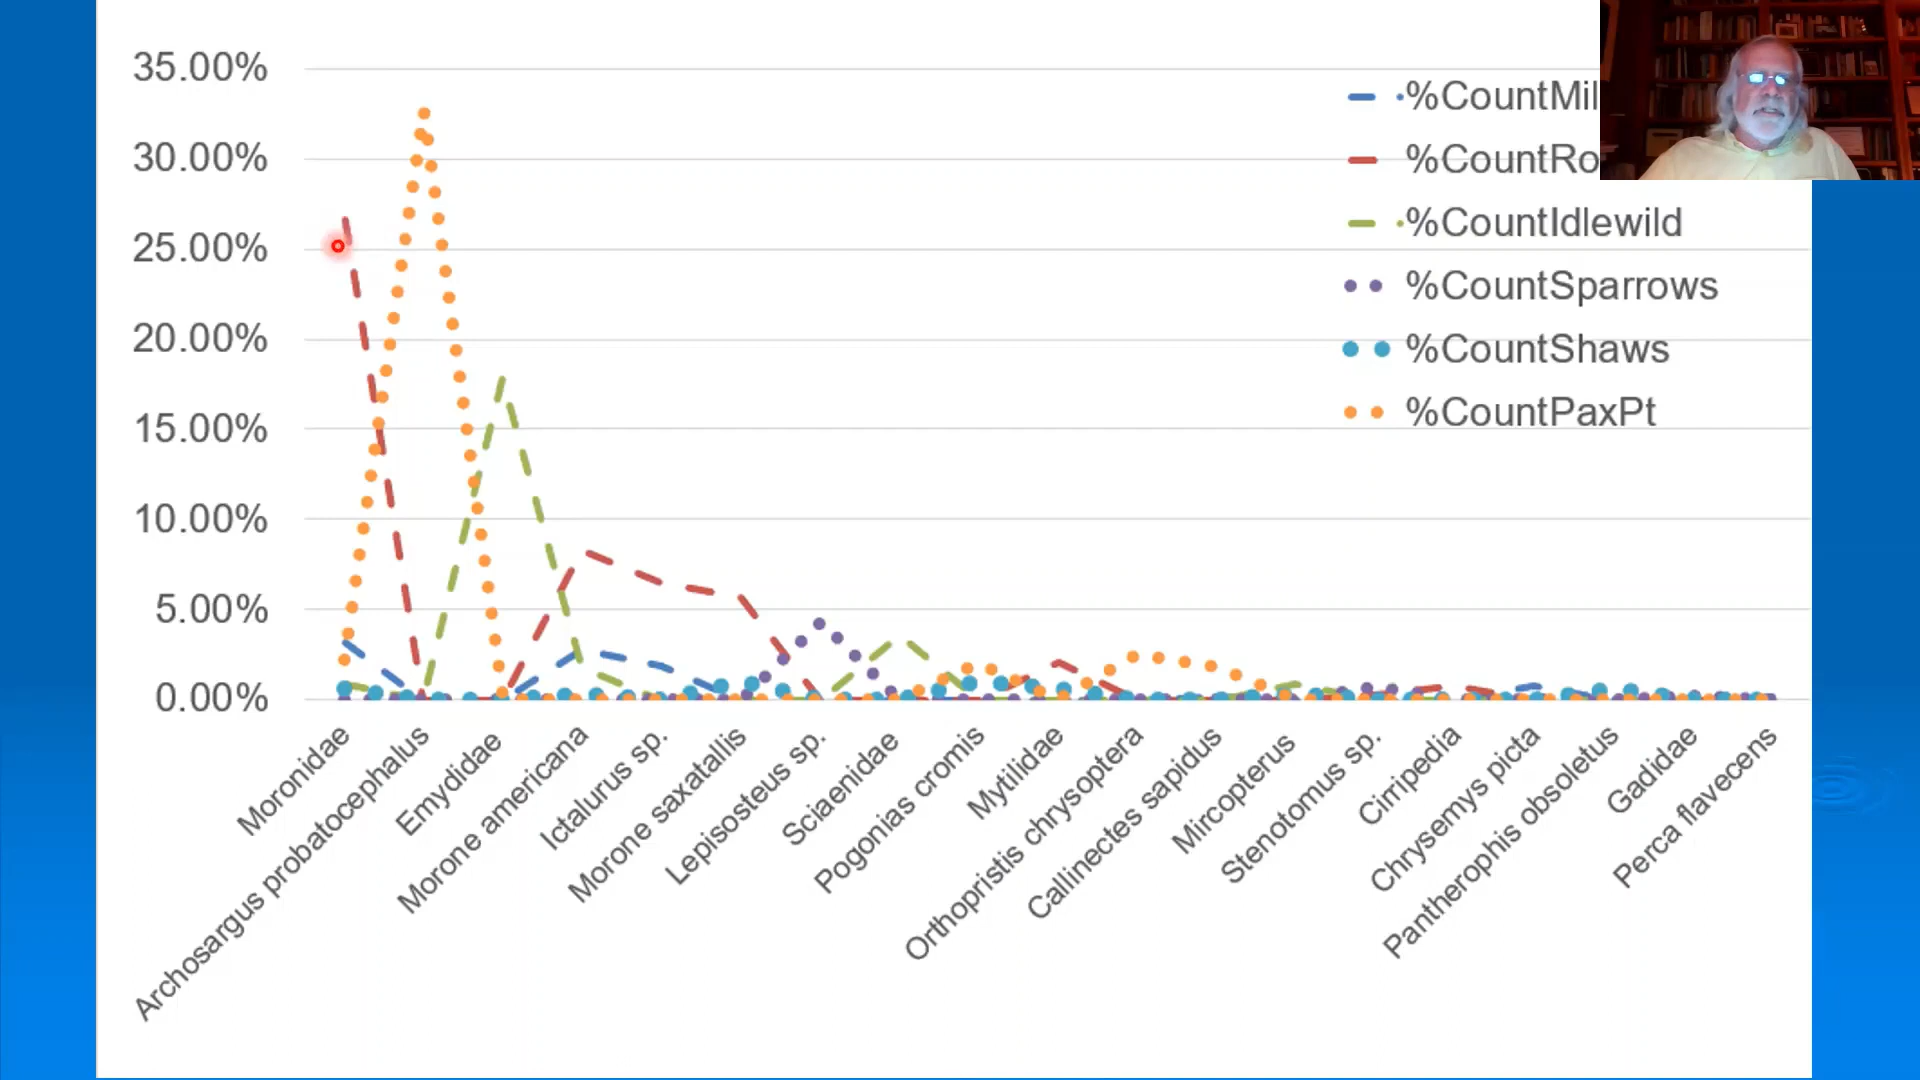 35.00%
30.00%
25.00%
20.00%
15.00%
10.00%
5.00%
0.00%
%CountMil
%CountRo
%CountIdlewild
%CountSparrows
%CountShaws
%CountPaxPt
Moronidae
Archosargus probatocephalus
Emydidae
Morone americana
Ictalurus sp.
Morone saxatallis
Lepisosteus sp.
Sciaenidae
Pogonias cromis
Mytilidae
Orthopristis chrysoptera
Callinectes sapidus
Mircopterus
Stenotomus sp.
Cirripedia
Chrysemys picta
Pantherophis obsoletus
Gadidae
Perca flavecens